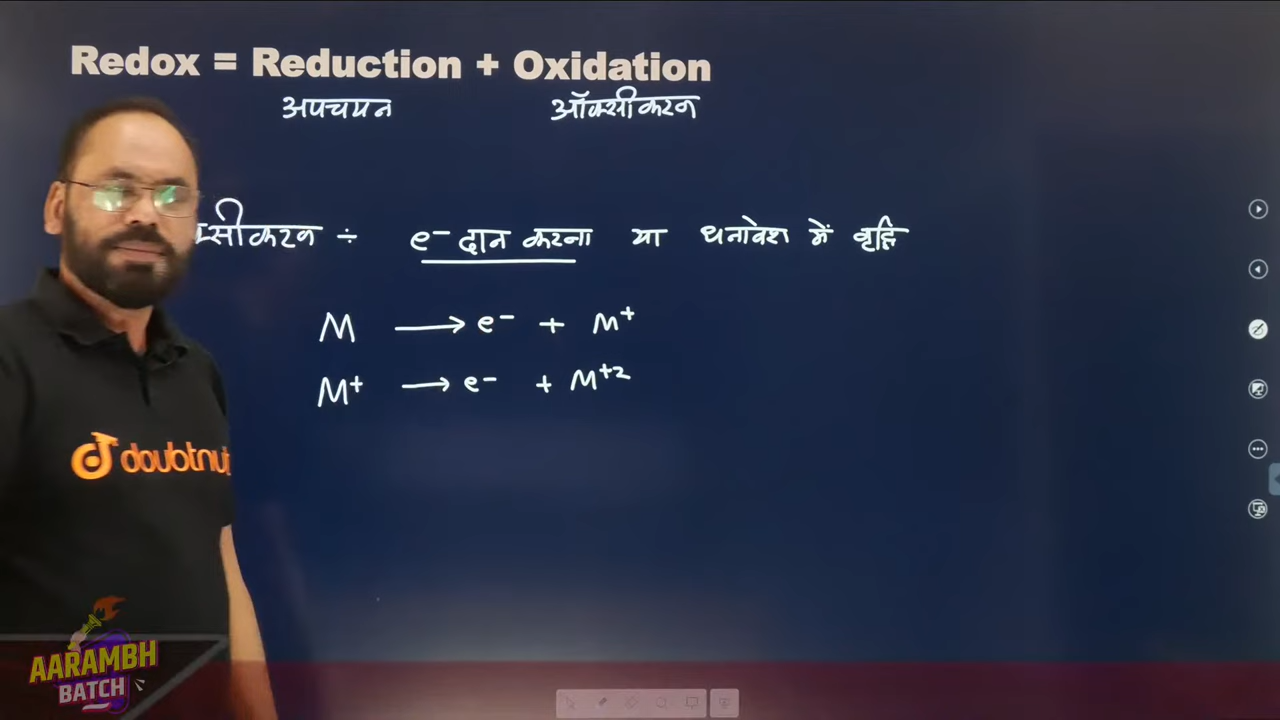 Redox = Reduction + Oxidation
अपचयन ऑक्सीकरण
क्सीकरण ÷ e⁻ दान करना या धनावेश में वृद्धि
M ⟶ e⁻ + M⁺
M⁺ ⟶ e⁻ + M⁺²
doubtnut
AARAMBH
BATCH